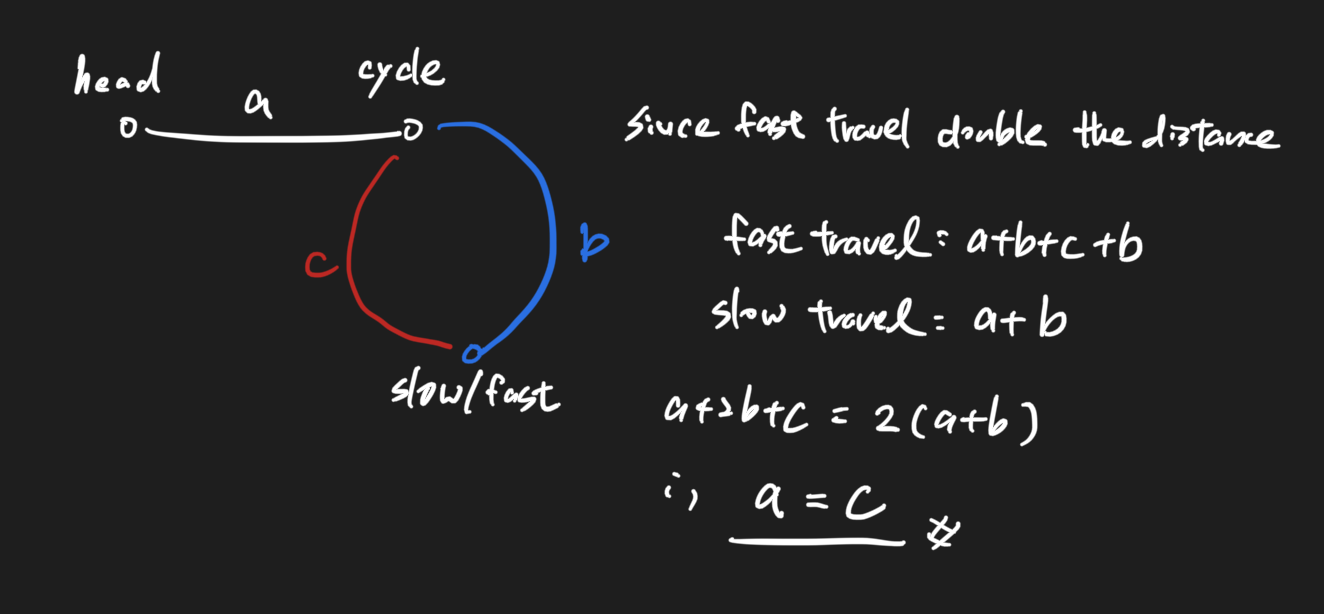 head
a
cycle
c
b
slow/fast
since fast travel double the distance
fast travel: a+b+c+b
slow travel: a+b
a+2b+c = 2(a+b)
a = c #